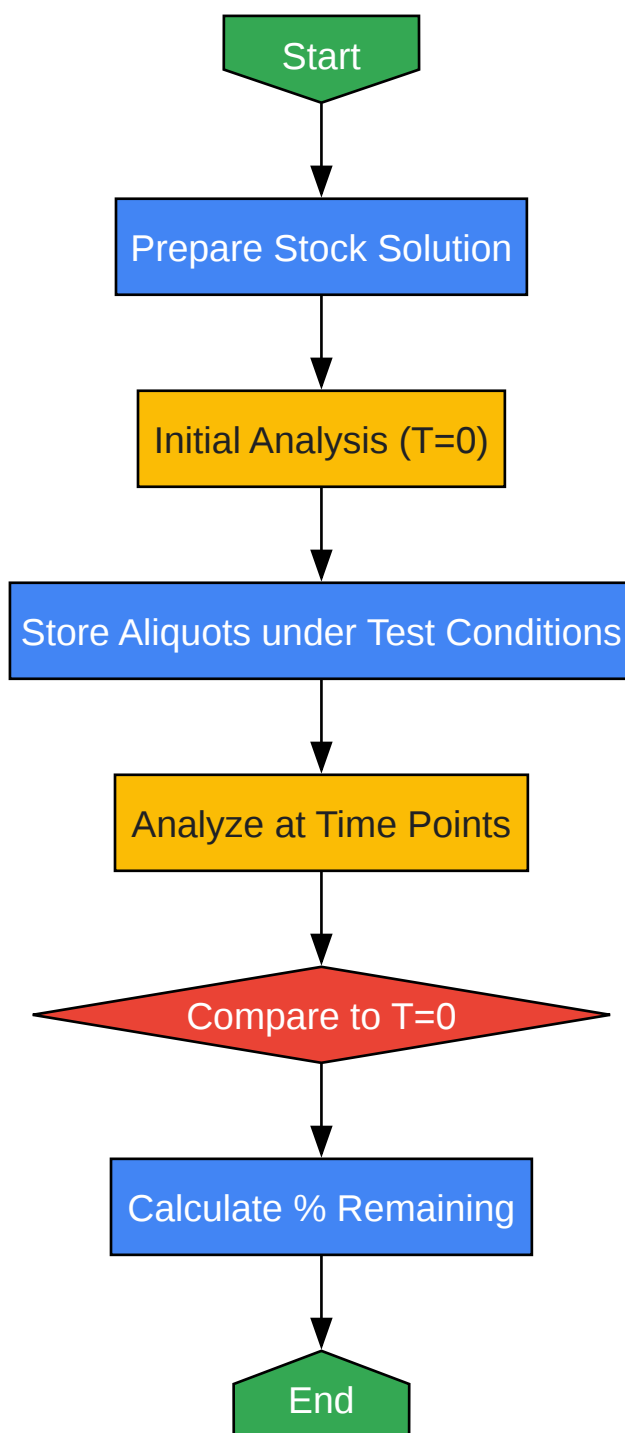 Start
Prepare Stock Solution
Initial Analysis (T=0)
Store Aliquots under Test Conditions
Analyze at Time Points
Compare to T=0
Calculate % Remaining
End